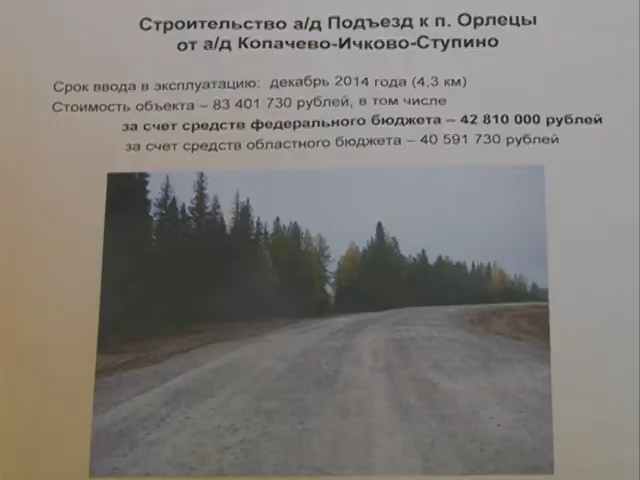 Строительство а/д Подъезд к п. Орлецы
от а/д Копачево-Ичково-Ступино
Срок ввода в эксплуатацию: декабрь 2014 года (4,3 км)
Стоимость объекта – 83 401 730 рублей, в том числе
за счет средств федерального бюджета – 42 810 000 рублей
за счет средств областного бюджета – 40 591 730 рублей